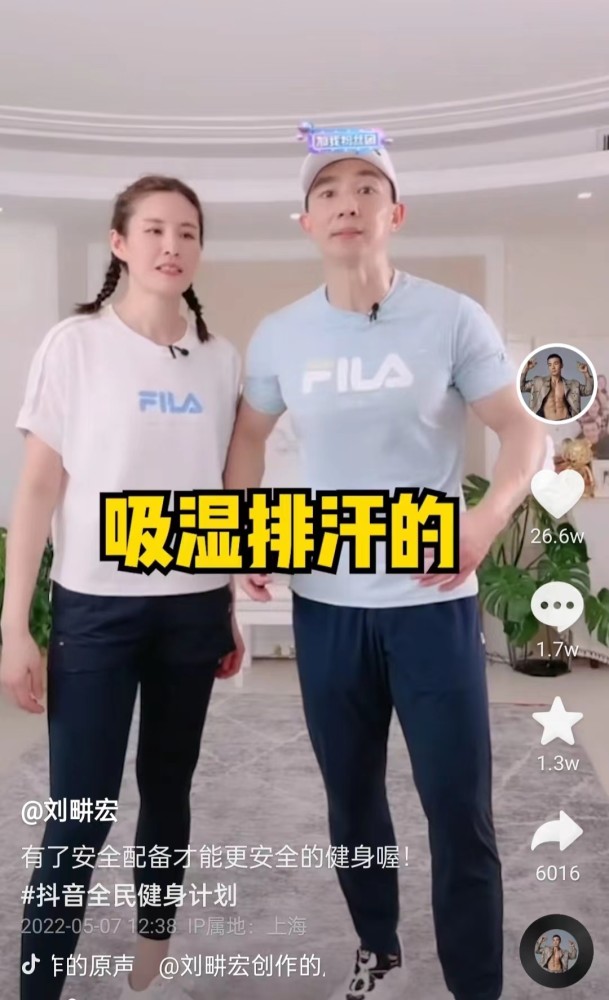 加我粉丝团
FILA
FILA
吸湿排汗的
26.6w
1.7w
1.3w
@刘畊宏
有了安全配备才能更安全的健身喔！
6016
#抖音全民健身计划
2022-05-07 12:38 IP属地：上海
作的原声 @刘畊宏创作的